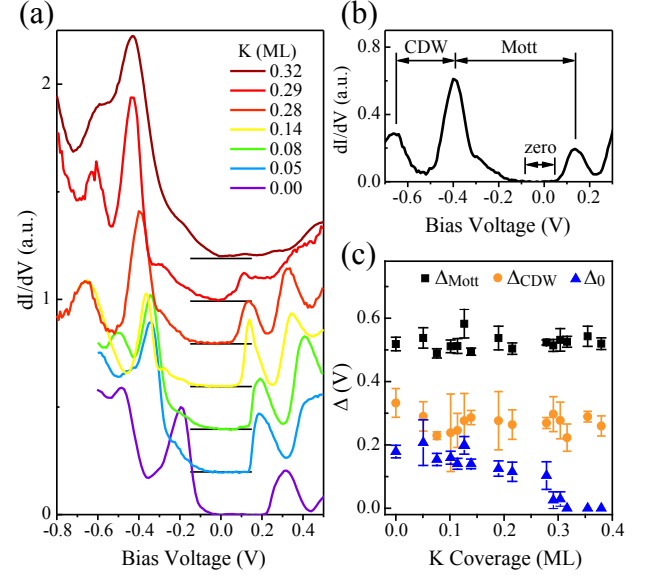 (a)
K (ML)
0.32
0.29
0.28
0.14
0.08
0.05
0.00
2
1
0
dI/dV (a.u.)
-0.8 -0.6 -0.4 -0.2 0.0 0.2 0.4
Bias Voltage (V)
(b)
CDW Mott
zero
0.8
0.4
0.0
dI/dV (a.u.)
-0.6 -0.4 -0.2 0.0 0.2
Bias Voltage (V)
(c)
ΔMott ΔCDW Δ0
0.6
0.4
0.2
0.0
Δ (V)
0.0 0.1 0.2 0.3 0.4
K Coverage (ML)